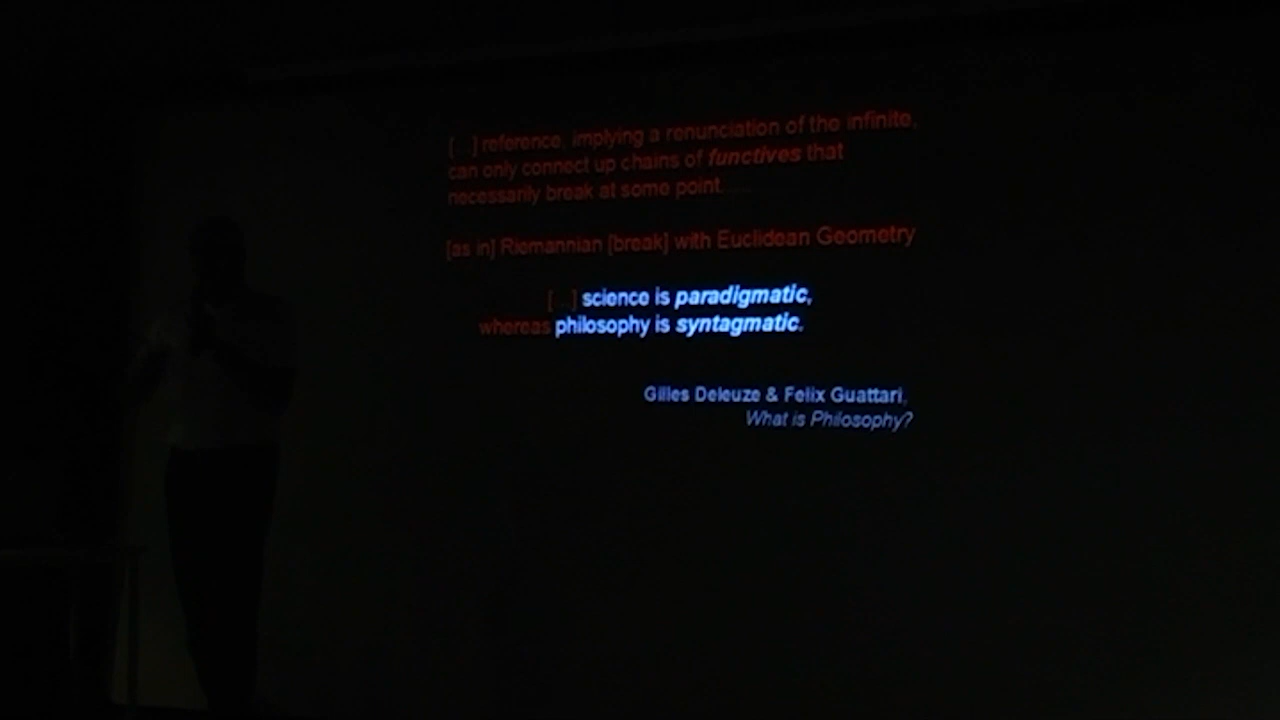 [...] reference, implying a renunciation of the infinite,
can only connect up chains of functives that
necessarily break at some point.....
[as in] Riemannian [break] with Euclidean Geometry
[...] science is paradigmatic,
whereas philosophy is syntagmatic.
Gilles Deleuze & Felix Guattari,
What is Philosophy?